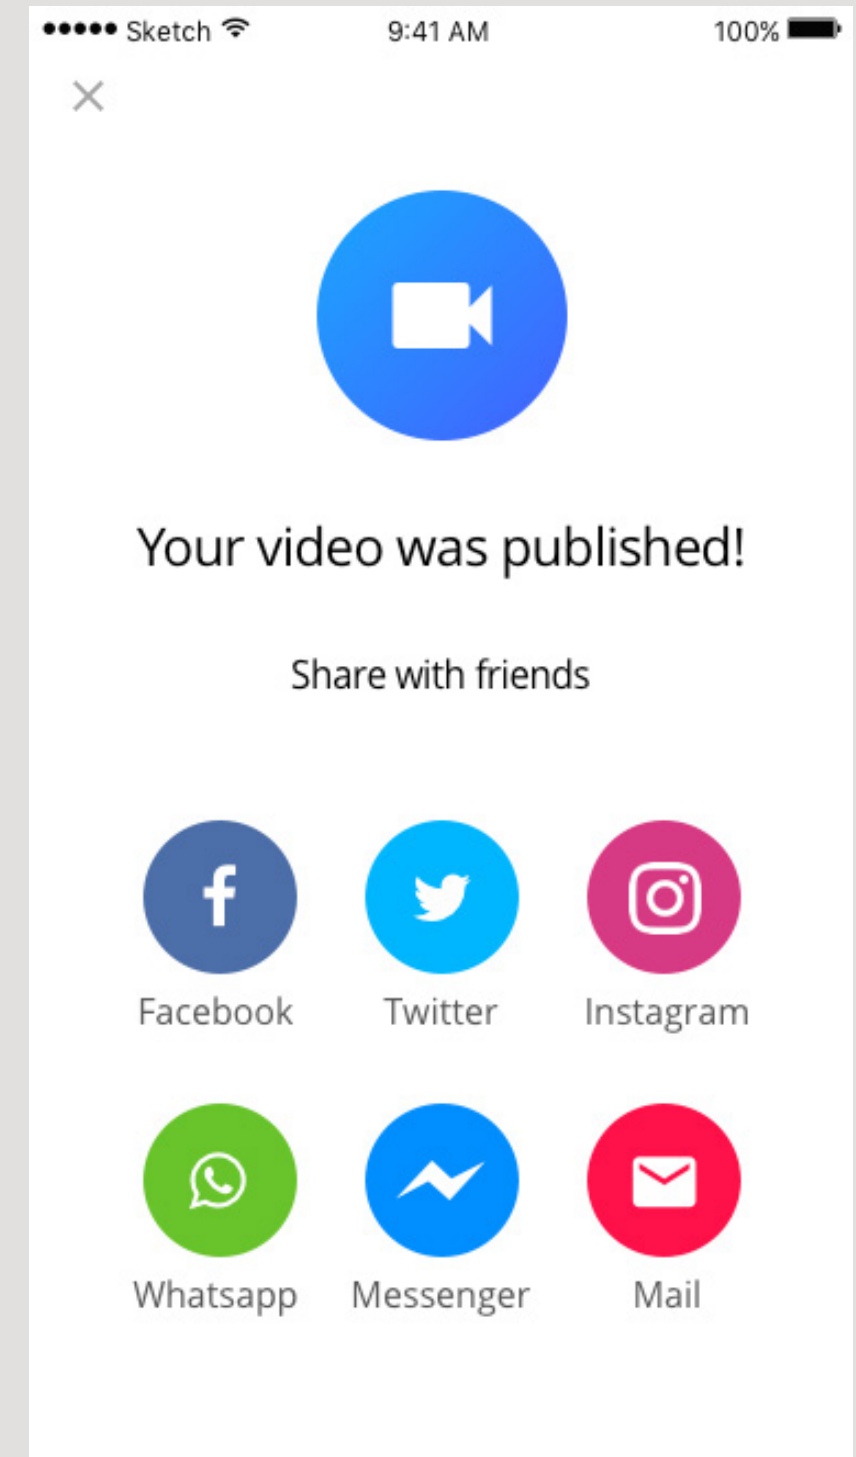 Sketch 9:41 AM 100%
Your video was published!
Share with friends
Facebook Twitter Instagram
Whatsapp Messenger Mail